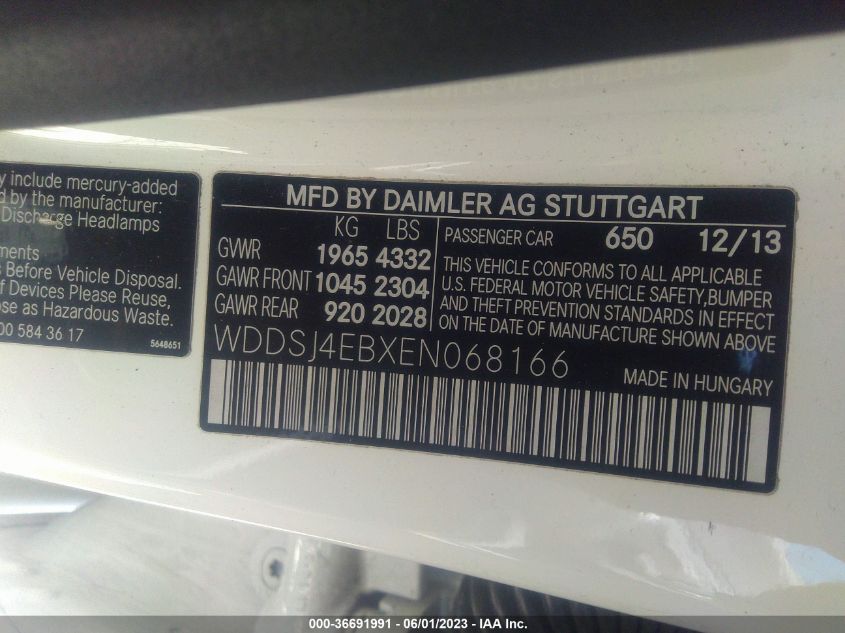 y include mercury-added
d by the manufacturer:
Discharge Headlamps
ments
s Before Vehicle Disposal.
of Devices Please Reuse,
ose as Hazardous Waste.
00 584 36 17
5648651
MFD BY DAIMLER AG STUTTGART
KG LBS
GVWR 1965 4332
GAWR FRONT 1045 2304
GAWR REAR 920 2028
PASSENGER CAR 650 12/13
THIS VEHICLE CONFORMS TO ALL APPLICABLE
U.S. FEDERAL MOTOR VEHICLE SAFETY,BUMPER
AND THEFT PREVENTION STANDARDS IN EFFECT
ON THE DATE OF MANUFACTURE SHOWN ABOVE
WDDSJ4EBXEN068166
MADE IN HUNGARY
000-36691991 - 06/01/2023 - IAA Inc.